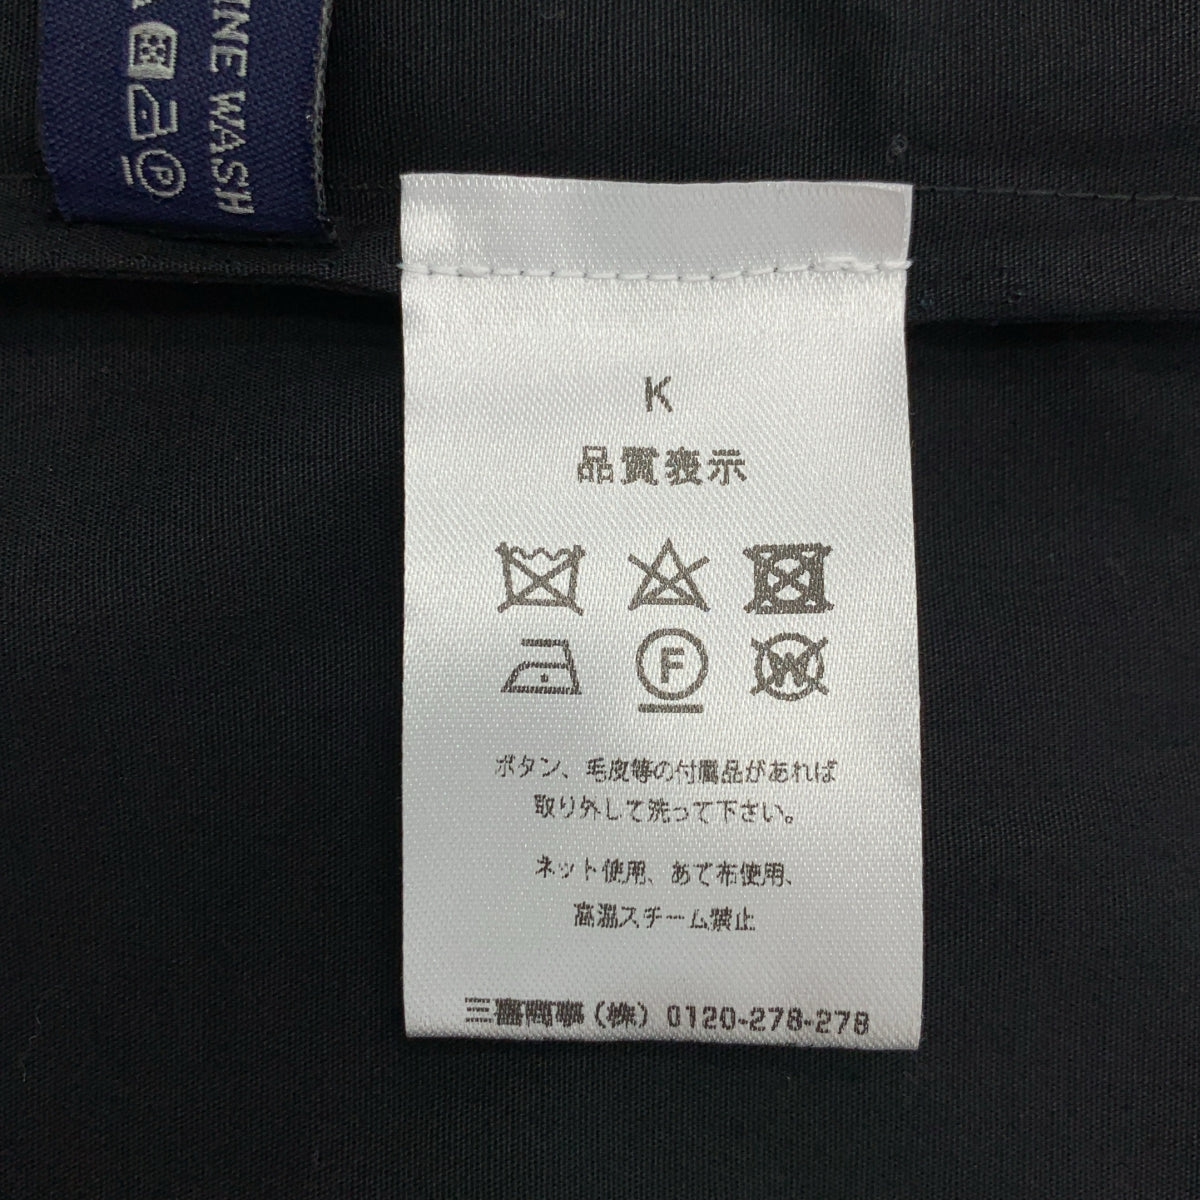 INE WASH
P
K
品質表示
F
W
ボタン、毛皮等の付属品があれば
取り外して洗って下さい。
ネット使用、あて布使用、
高温スチーム禁止
三喜商事（株）0120-278-278